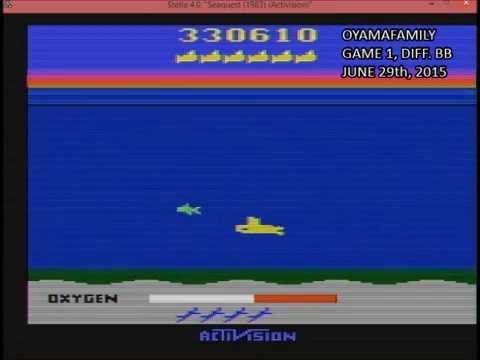 Stella 4.0: "Seaquest (1983) (Activision)"
330610
OYAMAFAMILY
GAME 1, DIFF. BB
JUNE 29th, 2015
OXYGEN
ACTIVISION